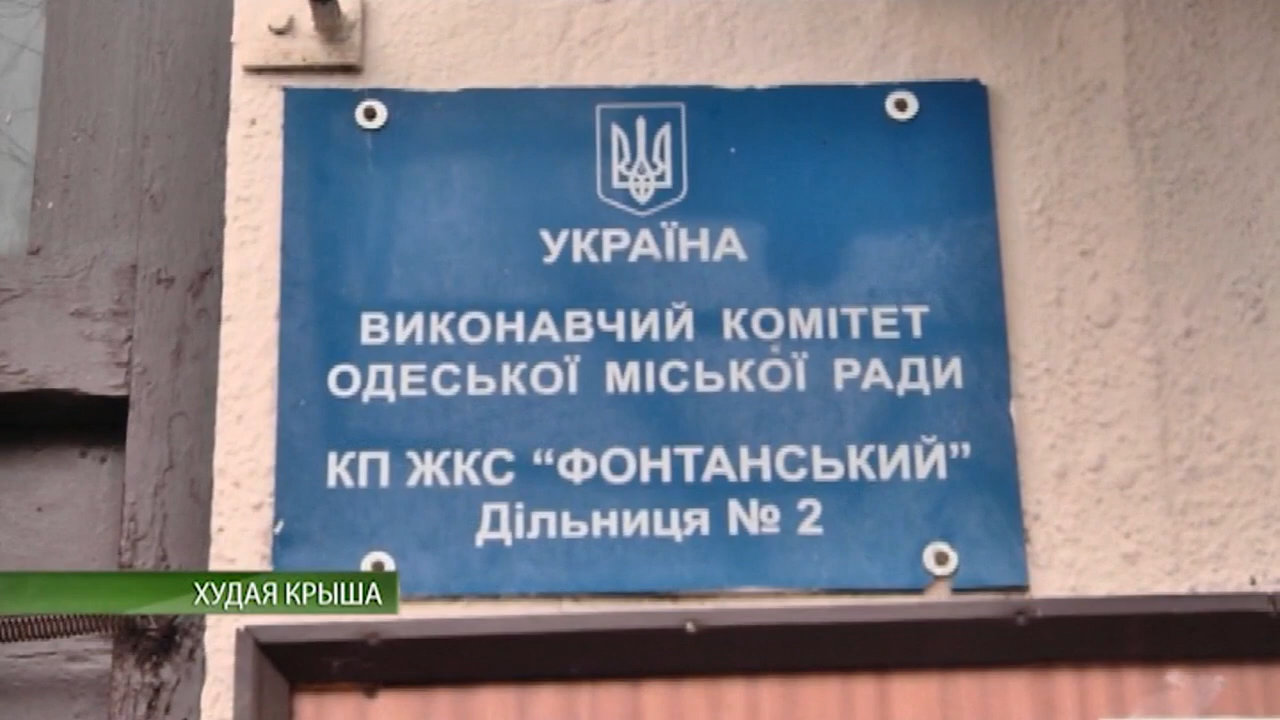 УКРАЇНА
ВИКОНАВЧИЙ КОМІТЕТ
ОДЕСЬКОЇ МІСЬКОЇ РАДИ
КП ЖКС “ФОНТАНСЬКИЙ”
Дільниця № 2
ХУДАЯ КРЫША